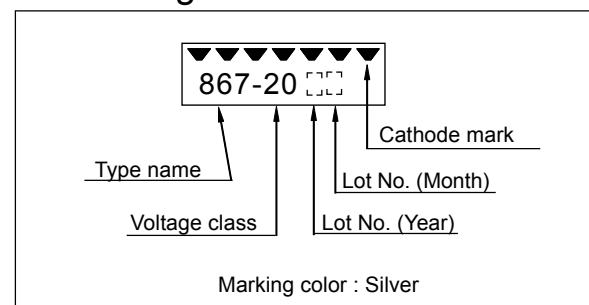 867-20
Cathode mark
Type name
Lot No. (Month)
Voltage class
Lot No. (Year)
Marking color : Silver